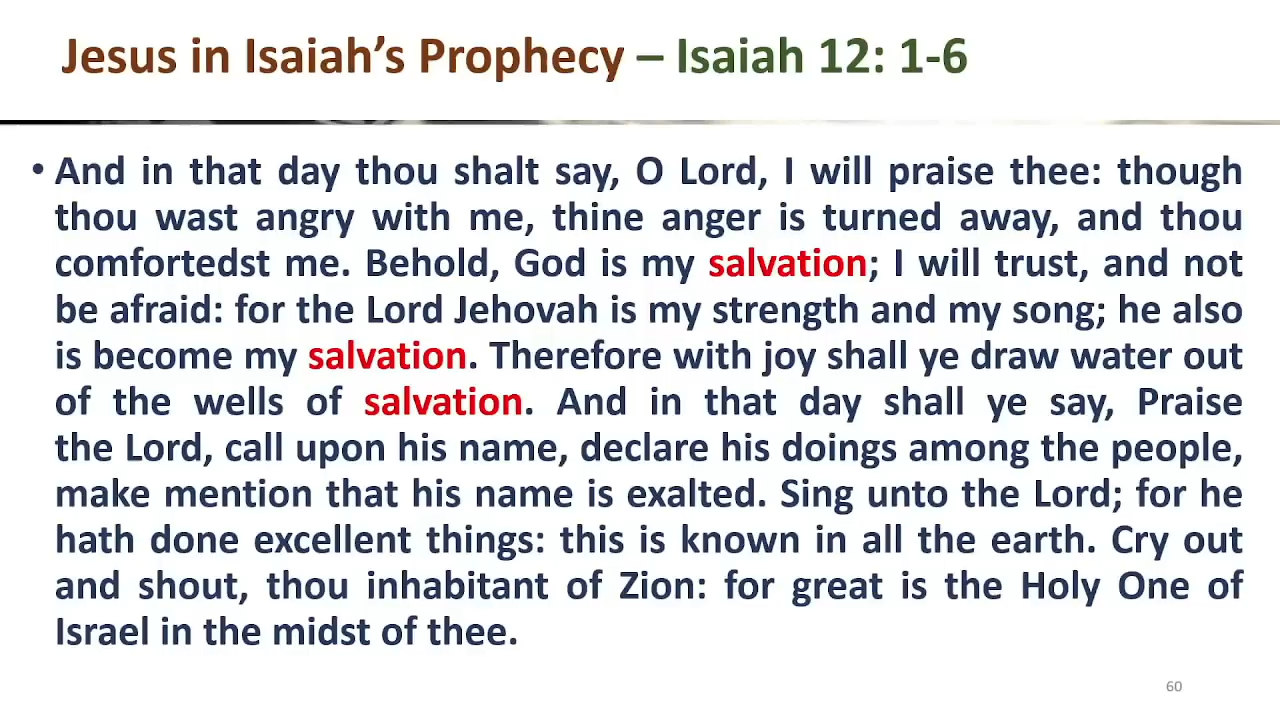 Jesus in Isaiah’s Prophecy – Isaiah 12: 1-6
• And in that day thou shalt say, O Lord, I will praise thee: though
thou wast angry with me, thine anger is turned away, and thou
comfortedst me. Behold, God is my salvation; I will trust, and not
be afraid: for the Lord Jehovah is my strength and my song; he also
is become my salvation. Therefore with joy shall ye draw water out
of the wells of salvation. And in that day shall ye say, Praise
the Lord, call upon his name, declare his doings among the people,
make mention that his name is exalted. Sing unto the Lord; for he
hath done excellent things: this is known in all the earth. Cry out
and shout, thou inhabitant of Zion: for great is the Holy One of
Israel in the midst of thee.
60